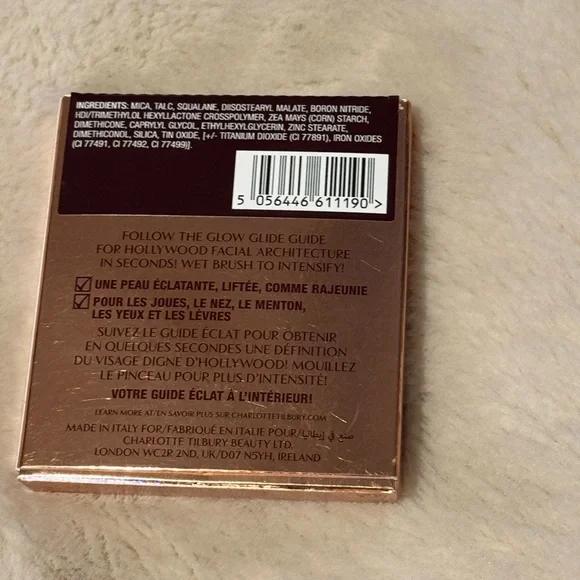 INGREDIENTS: MICA, TALC, SQUALANE, DIISOSTEARYL MALATE, BORON NITRIDE,
HDI/TRIMETHYLOL HEXYLLACTONE CROSSPOLYMER, ZEA MAYS (CORN) STARCH,
DIMETHICONE, CAPRYLYL GLYCOL, ETHYLHEXYLGLYCERIN, ZINC STEARATE,
DIMETHICONOL, SILICA, TIN OXIDE, [+/- TITANIUM DIOXIDE (CI 77891), IRON OXIDES
(CI 77491, CI 77492, CI 77499)].
5 056446 611190 >
FOLLOW THE GLOW GLIDE GUIDE
FOR HOLLYWOOD FACIAL ARCHITECTURE
IN SECONDS! WET BRUSH TO INTENSIFY!
UNE PEAU ÉCLATANTE, LIFTÉE, COMME RAJEUNIE
POUR LES JOUES, LE NEZ, LE MENTON,
LES YEUX ET LES LÈVRES
SUIVEZ LE GUIDE ÉCLAT POUR OBTENIR
EN QUELQUES SECONDES UNE DÉFINITION
DU VISAGE DIGNE D'HOLLYWOOD! MOUILLEZ
LE PINCEAU POUR PLUS D'INTENSITÉ!
VOTRE GUIDE ÉCLAT À L'INTÉRIEUR!
LEARN MORE AT/EN SAVOIR PLUS SUR CHARLOTTETILBURY.COM
MADE IN ITALY FOR/FABRIQUÉ EN ITALIE POUR/صنع في إيطاليا
CHARLOTTE TILBURY BEAUTY LTD.
LONDON WC2R 2ND, UK/D07 N5YH, IRELAND